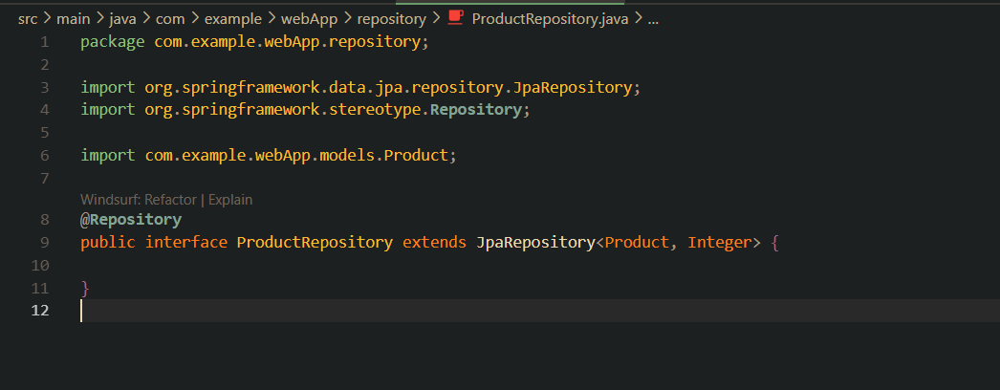 src > main > java > com > example > webApp > repository > ProductRepository.java > ...
1 package com.example.webApp.repository;
2
3 import org.springframework.data.jpa.repository.JpaRepository;
4 import org.springframework.stereotype.Repository;
5
6 import com.example.webApp.models.Product;
7
Windsurf: Refactor | Explain
8 @Repository
9 public interface ProductRepository extends JpaRepository<Product, Integer> {
10
11 }
12